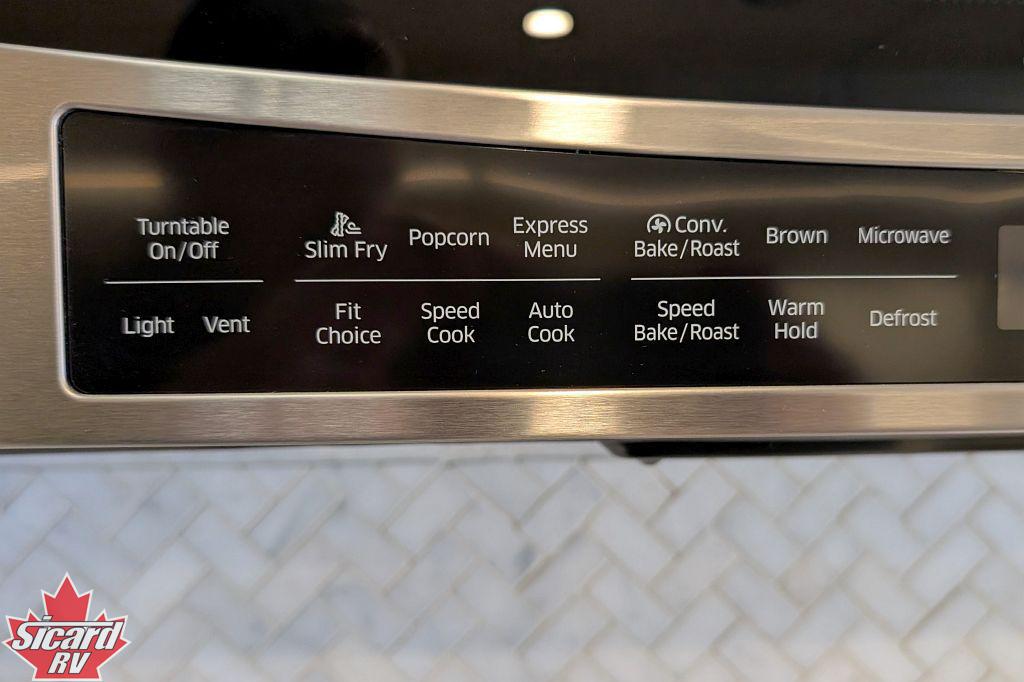 Turntable
On/Off
Slim Fry
Popcorn
Express
Menu
Conv.
Bake/Roast
Brown
Microwave
Light
Vent
Fit
Choice
Speed
Cook
Auto
Cook
Speed
Bake/Roast
Warm
Hold
Defrost
Sicard
RV